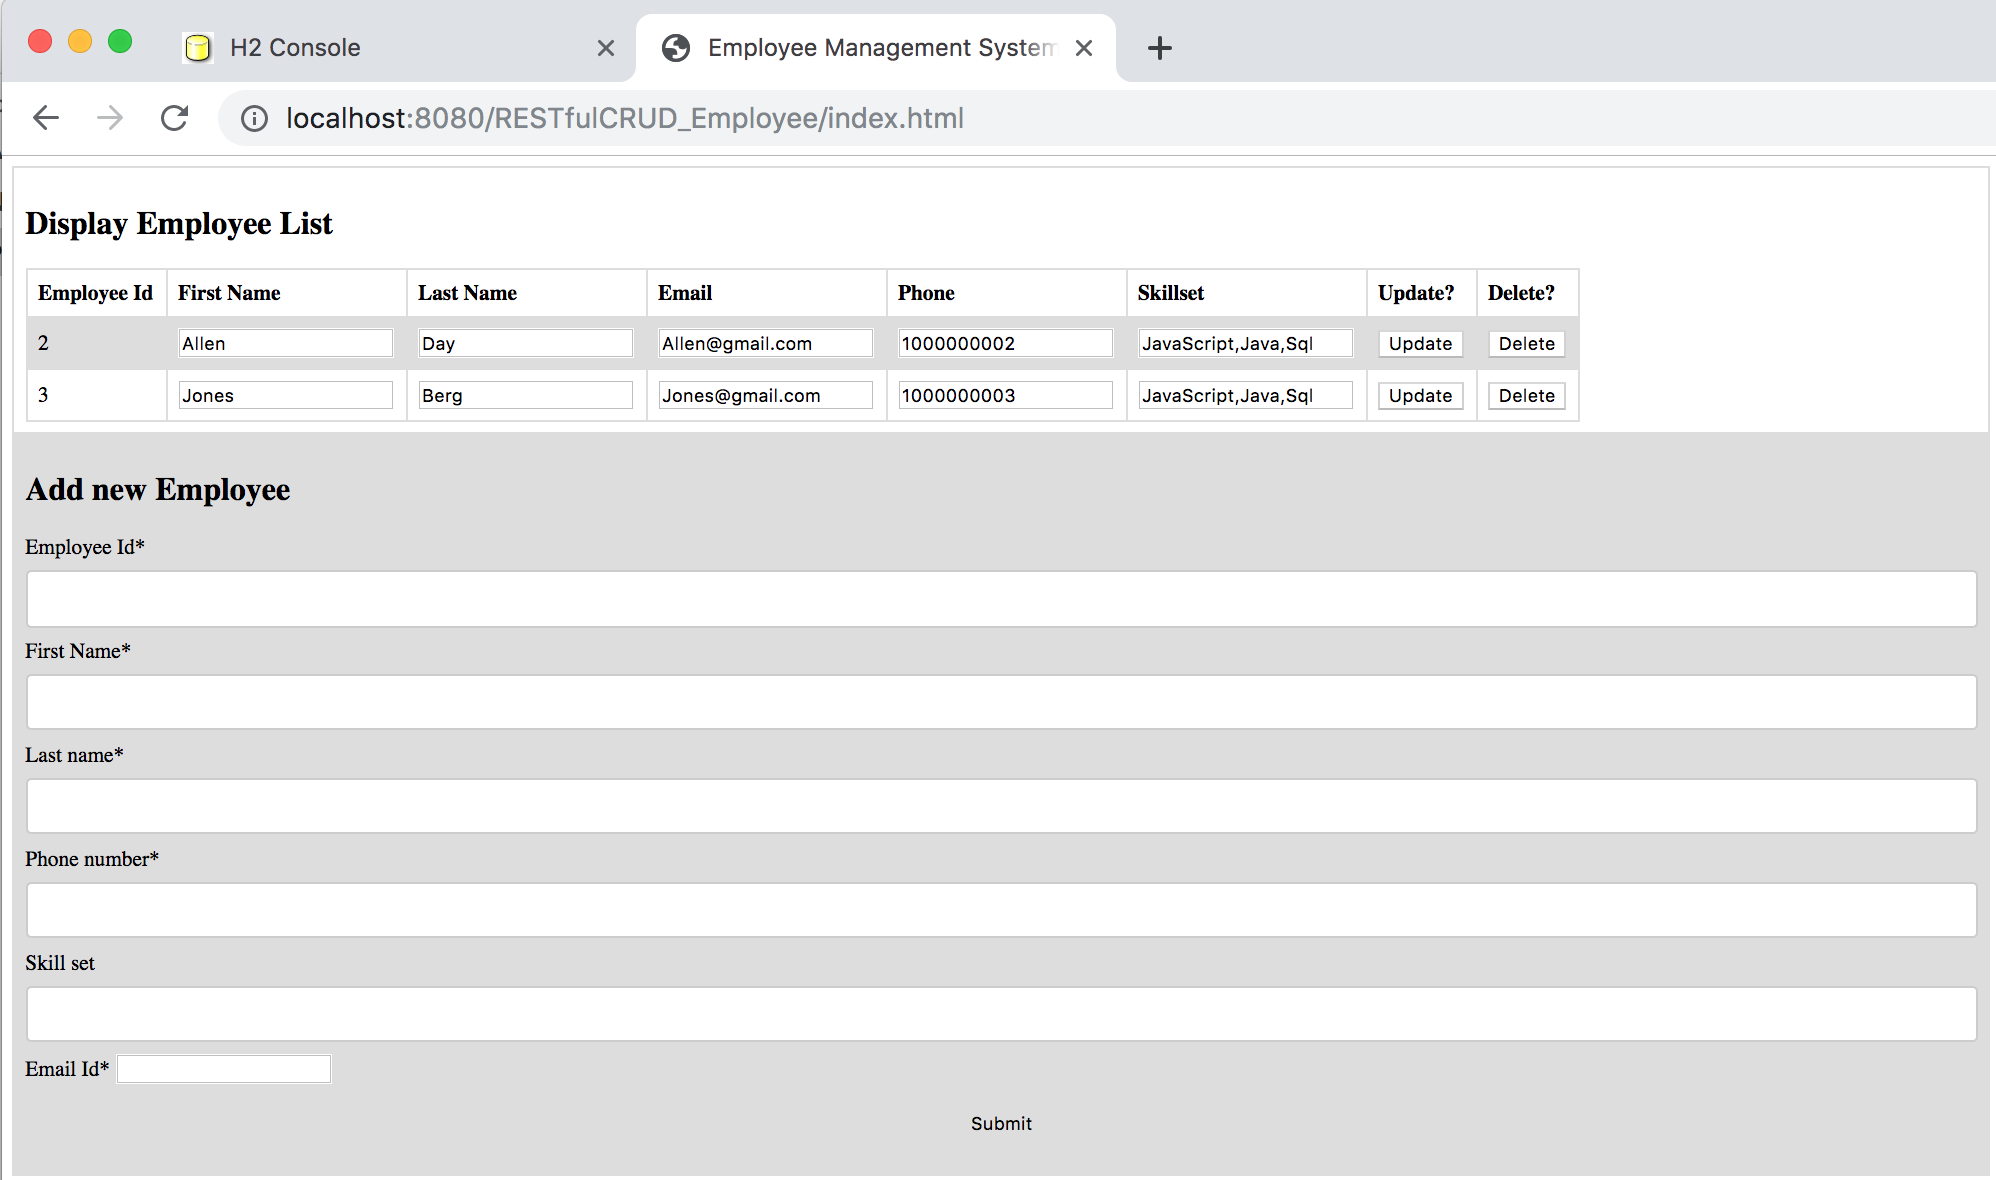 H2 Console
Employee Management System
localhost:8080/RESTfulCRUD_Employee/index.html
Display Employee List
Employee Id First Name Last Name Email Phone Skillset Update? Delete?
2 Allen Day Allen@gmail.com 1000000002 JavaScript,Java,Sql Update Delete
3 Jones Berg Jones@gmail.com 1000000003 JavaScript,Java,Sql Update Delete
Add new Employee
Employee Id*
First Name*
Last name*
Phone number*
Skill set
Email Id*
Submit